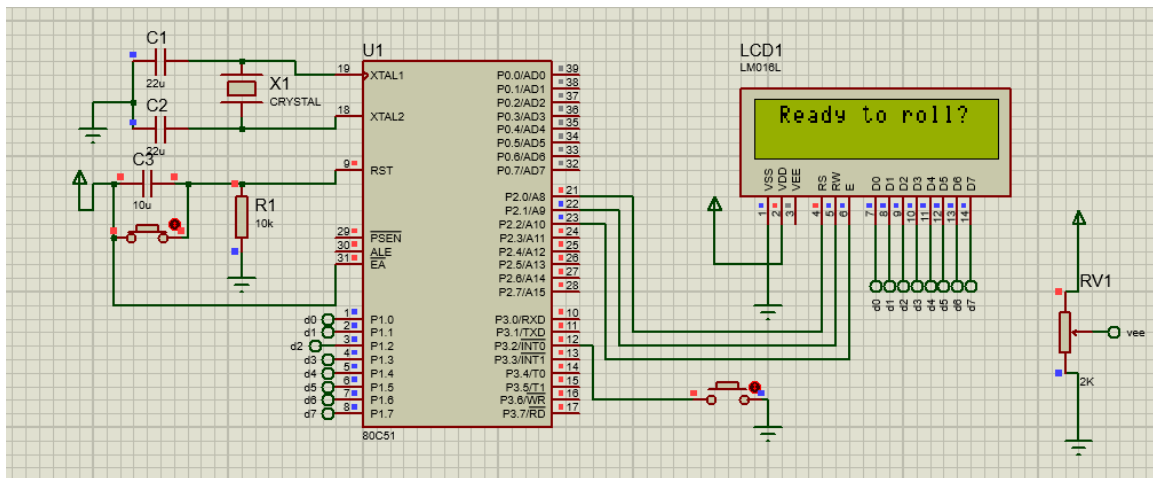 C1
22u
C2
22u
X1
CRYSTAL
C3
10u
R1
10k
U1
19 XTAL1
18 XTAL2
9 RST
29 PSEN
30 ALE
31 EA
d0 1 P1.0
d1 2 P1.1
d2 3 P1.2
d3 4 P1.3
d4 5 P1.4
d5 6 P1.5
d6 7 P1.6
d7 8 P1.7
P0.0/AD0 39
P0.1/AD1 38
P0.2/AD2 37
P0.3/AD3 36
P0.4/AD4 35
P0.5/AD5 34
P0.6/AD6 33
P0.7/AD7 32
P2.0/A8 21
P2.1/A9 22
P2.2/A10 23
P2.3/A11 24
P2.4/A12 25
P2.5/A13 26
P2.6/A14 27
P2.7/A15 28
P3.0/RXD 10
P3.1/TXD 11
P3.2/INT0 12
P3.3/INT1 13
P3.4/T0 14
P3.5/T1 15
P3.6/WR 16
P3.7/RD 17
80C51
LCD1
LM016L
Ready to roll?
VSS VDD VEE RS RW E D0 D1 D2 D3 D4 D5 D6 D7
1 2 3 4 5 6 7 8 9 10 11 12 13 14
d0 d1 d2 d3 d4 d5 d6 d7
RV1
vee
2K